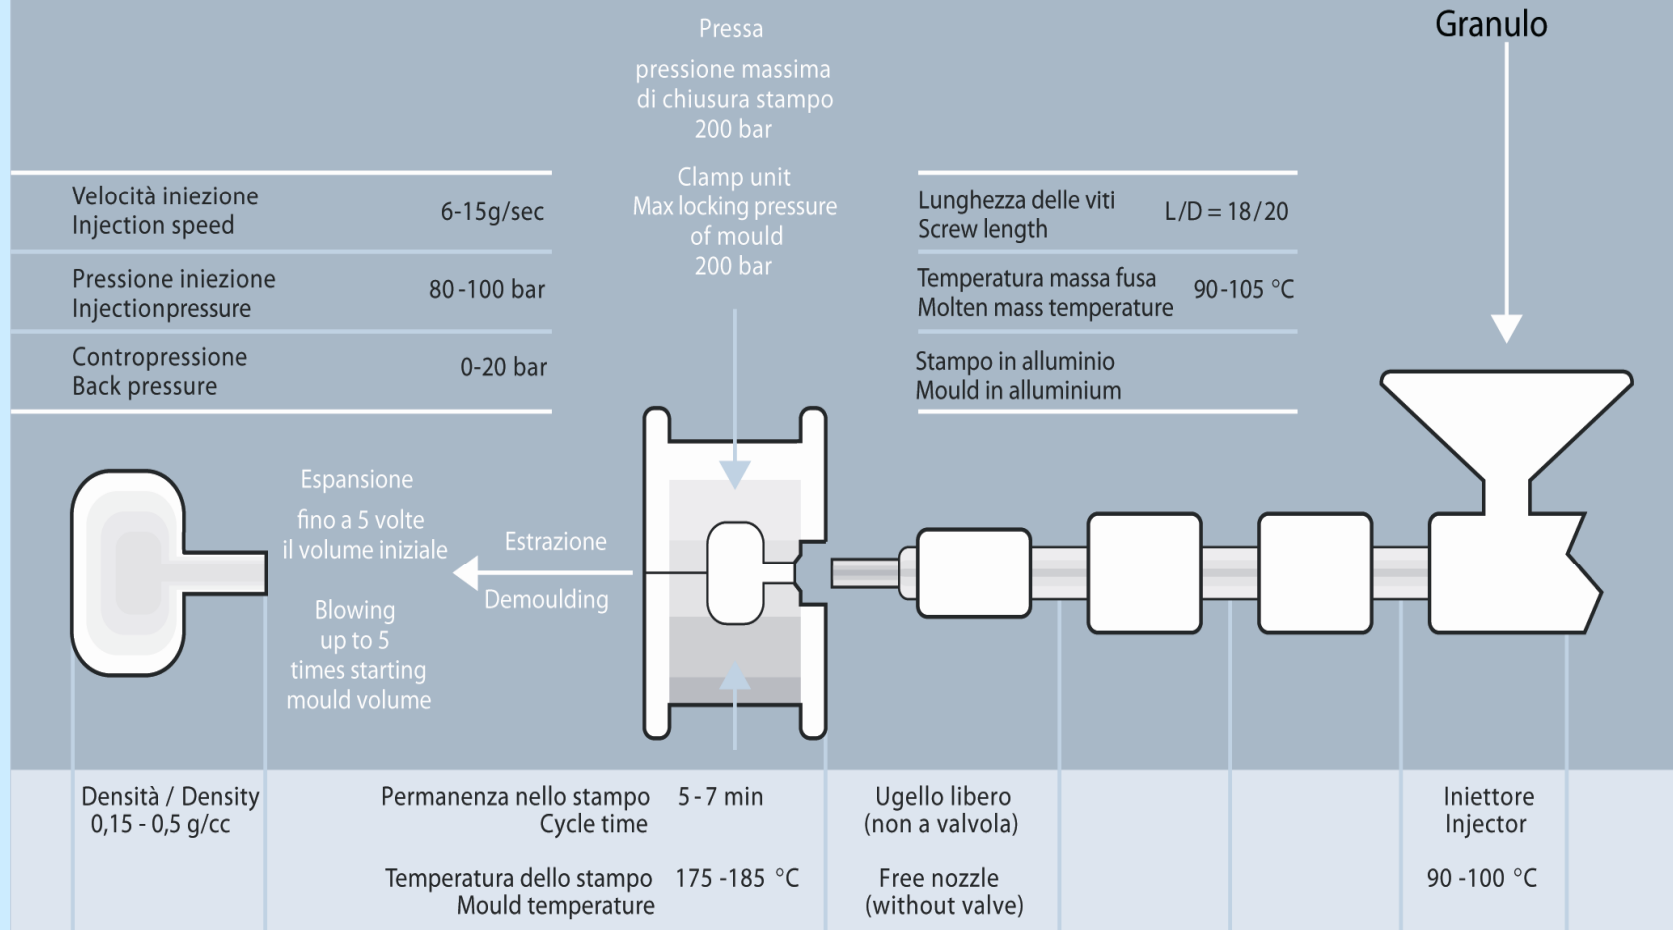 Granulo
Pressa
pressione massima
di chiusura stampo
200 bar
Clamp unit
Max locking pressure
of mould
200 bar
Velocità iniezione
Injection speed
6-15g/sec
Pressione iniezione
Injectionpressure
80-100 bar
Contropressione
Back pressure
0-20 bar
Lunghezza delle viti
Screw length
L/D = 18/20
Temperatura massa fusa
Molten mass temperature
90-105 °C
Stampo in alluminio
Mould in alluminium
Espansione
fino a 5 volte
il volume iniziale
Blowing
up to 5
times starting
mould volume
Estrazione
Demoulding
Densità / Density
0,15 - 0,5 g/cc
Permanenza nello stampo 5 - 7 min
Cycle time
Temperatura dello stampo 175 -185 °C
Mould temperature
Ugello libero
(non a valvola)
Free nozzle
(without valve)
Iniettore
Injector
90 -100 °C